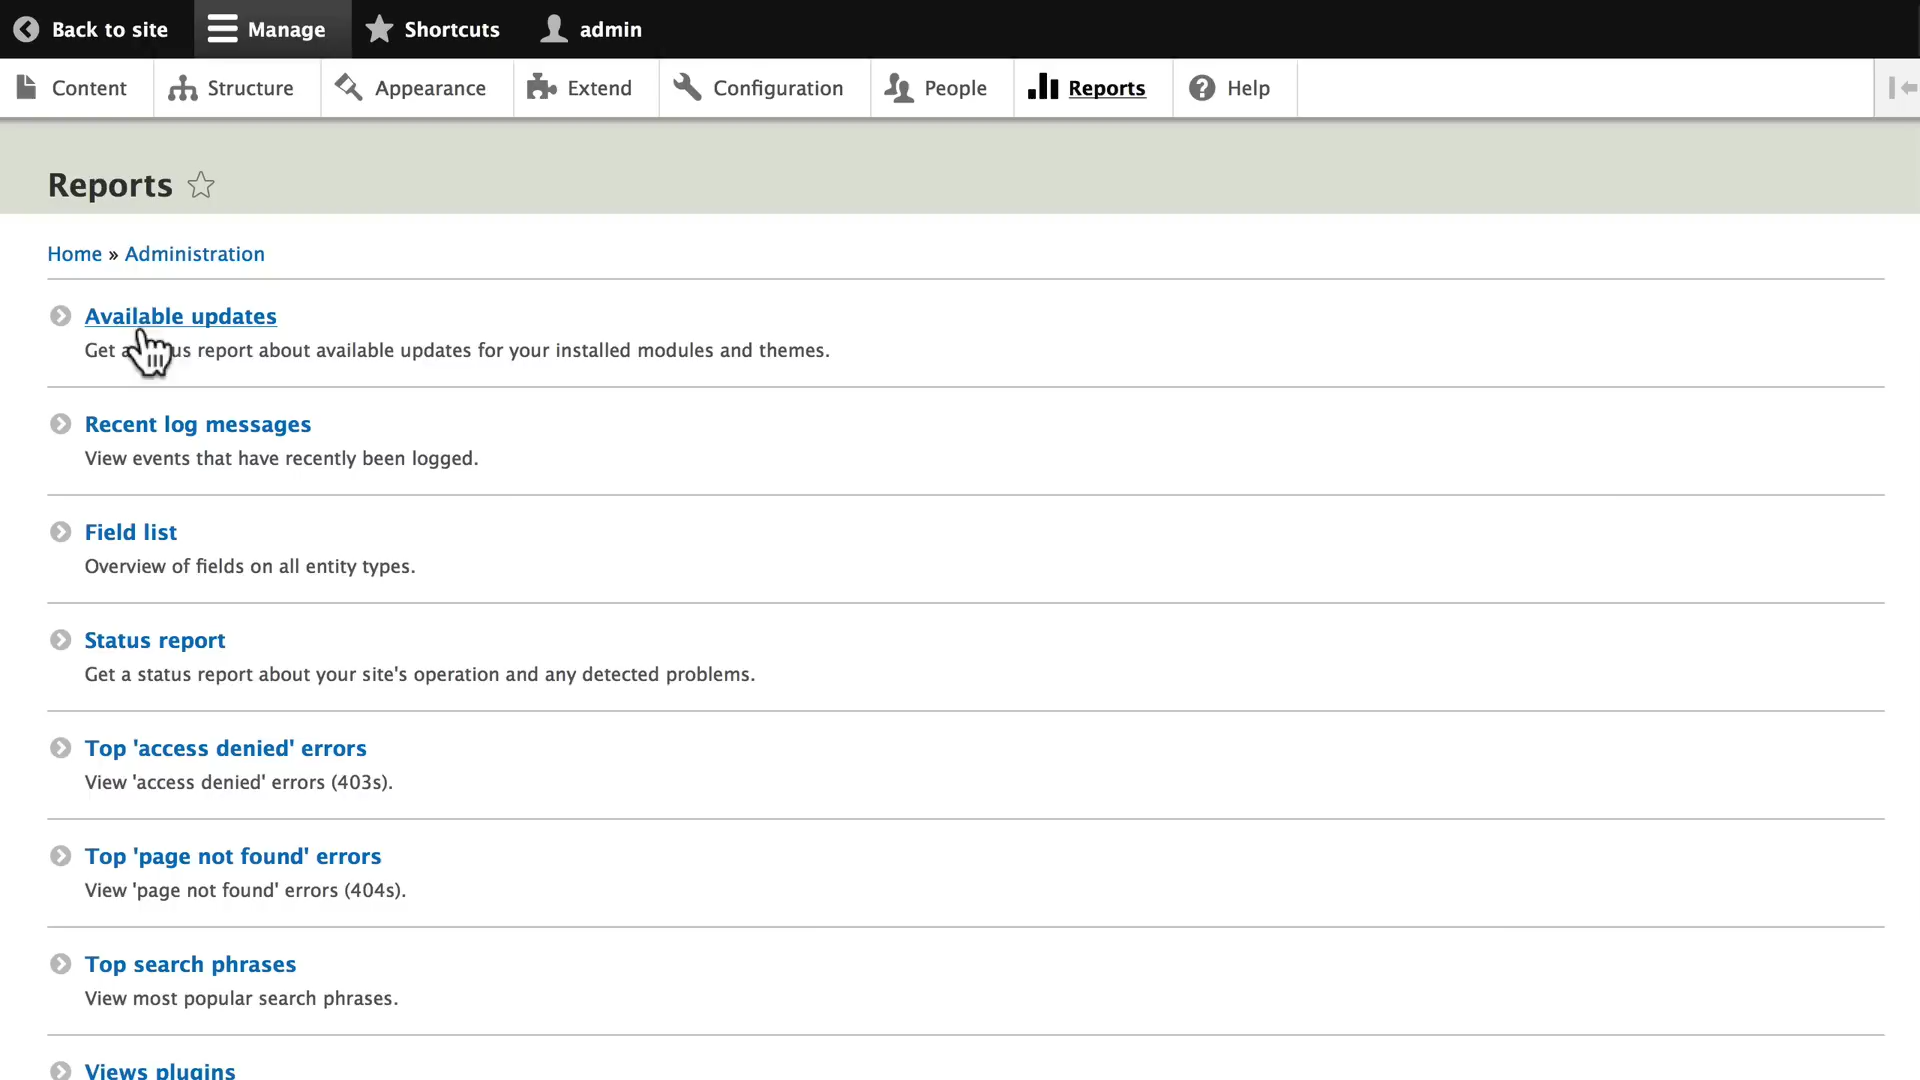 Back to site Manage Shortcuts admin
Content Structure Appearance Extend Configuration People Reports Help
Reports
Home » Administration
Available updates
Get a us report about available updates for your installed modules and themes.
Recent log messages
View events that have recently been logged.
Field list
Overview of fields on all entity types.
Status report
Get a status report about your site's operation and any detected problems.
Top 'access denied' errors
View 'access denied' errors (403s).
Top 'page not found' errors
View 'page not found' errors (404s).
Top search phrases
View most popular search phrases.
Views plugins